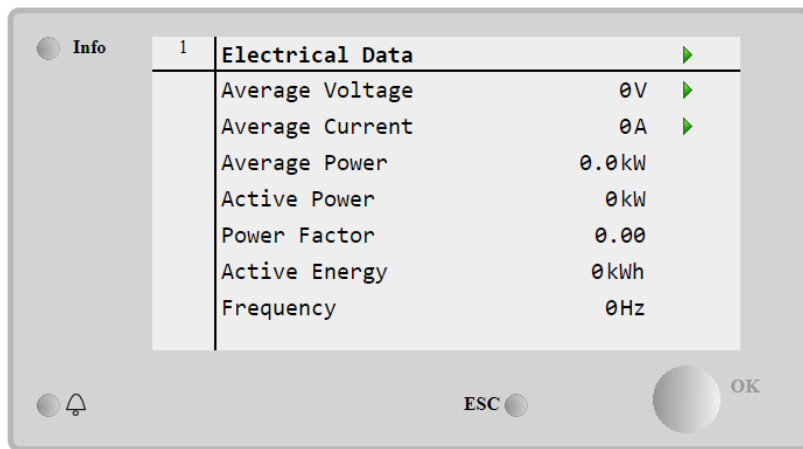 Info
1 Electrical Data
Average Voltage 0V
Average Current 0A
Average Power 0.0kW
Active Power 0kW
Power Factor 0.00
Active Energy 0kWh
Frequency 0Hz
ESC
OK